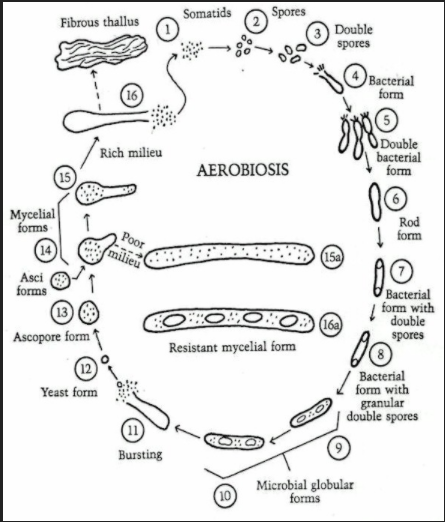 Somatids
1
2
Spores
3
Double
spores
Fibrous thallus
4
Bacterial
form
5
Double
bacterial
form
16
Rich milieu
AEROBIOSIS
15
6
Rod
form
Mycelial
forms
14
Poor
milieu
15a
Asci
forms
7
Bacterial
form with
double
spores
13
Ascopore form
16a
Resistant mycelial form
8
Bacterial
form with
granular
double spores
12
Yeast form
11
Bursting
9
10
Microbial globular
forms